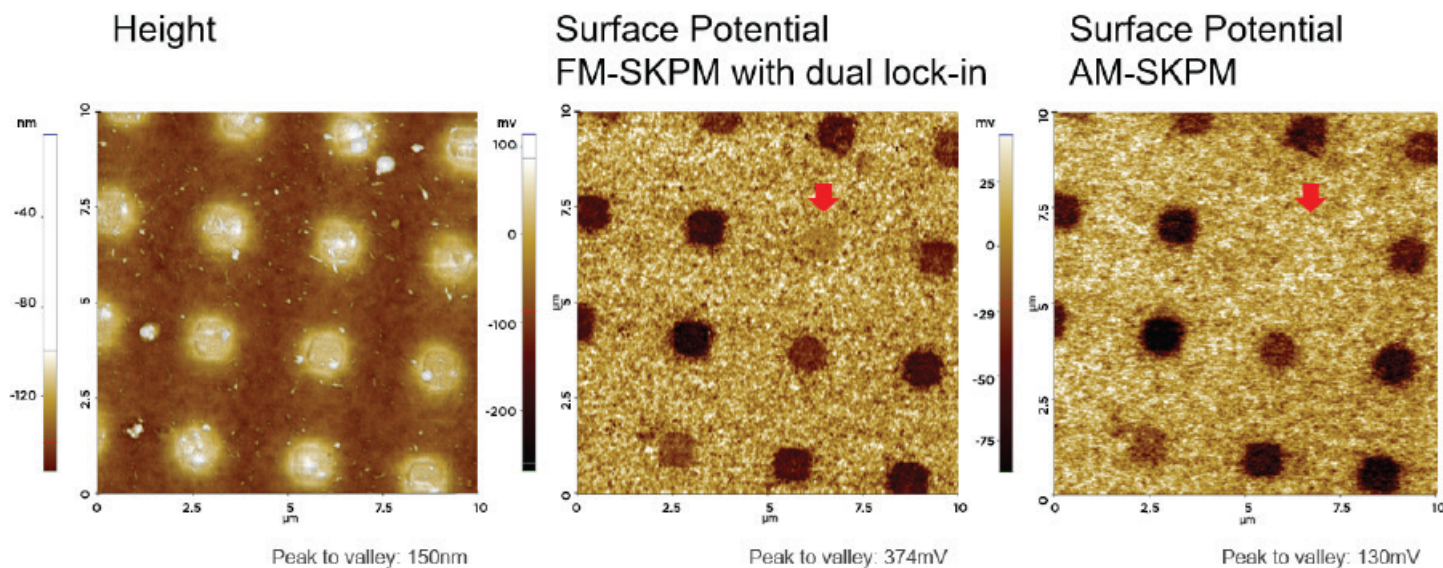 Height
Surface Potential
FM-SKPM with dual lock-in
Surface Potential
AM-SKPM
nm
-40
-80
-120
10
7.5
5
2.5
0
µm
0
2.5
5
7.5
10
µm
Peak to valley: 150nm
mv
100
0
-100
-200
10
7.5
5
2.5
0
µm
0
2.5
5
7.5
10
µm
Peak to valley: 374mV
mv
25
0
-29
-50
-75
10
7.5
5
2.5
0
µm
0
2.5
5
7.5
10
µm
Peak to valley: 130mV